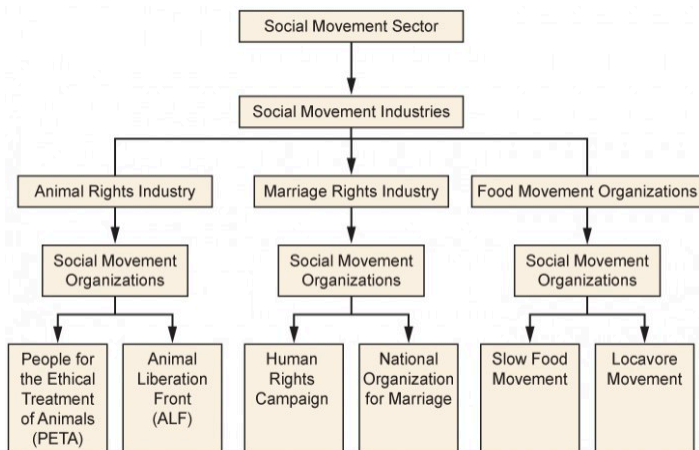 Social Movement Sector
Social Movement Industries
Animal Rights Industry
Marriage Rights Industry
Food Movement Organizations
Social Movement
Organizations
Social Movement
Organizations
Social Movement
Organizations
People for
the Ethical
Treatment
of Animals
(PETA)
Animal
Liberation
Front
(ALF)
Human
Rights
Campaign
National
Organization
for Marriage
Slow Food
Movement
Locavore
Movement